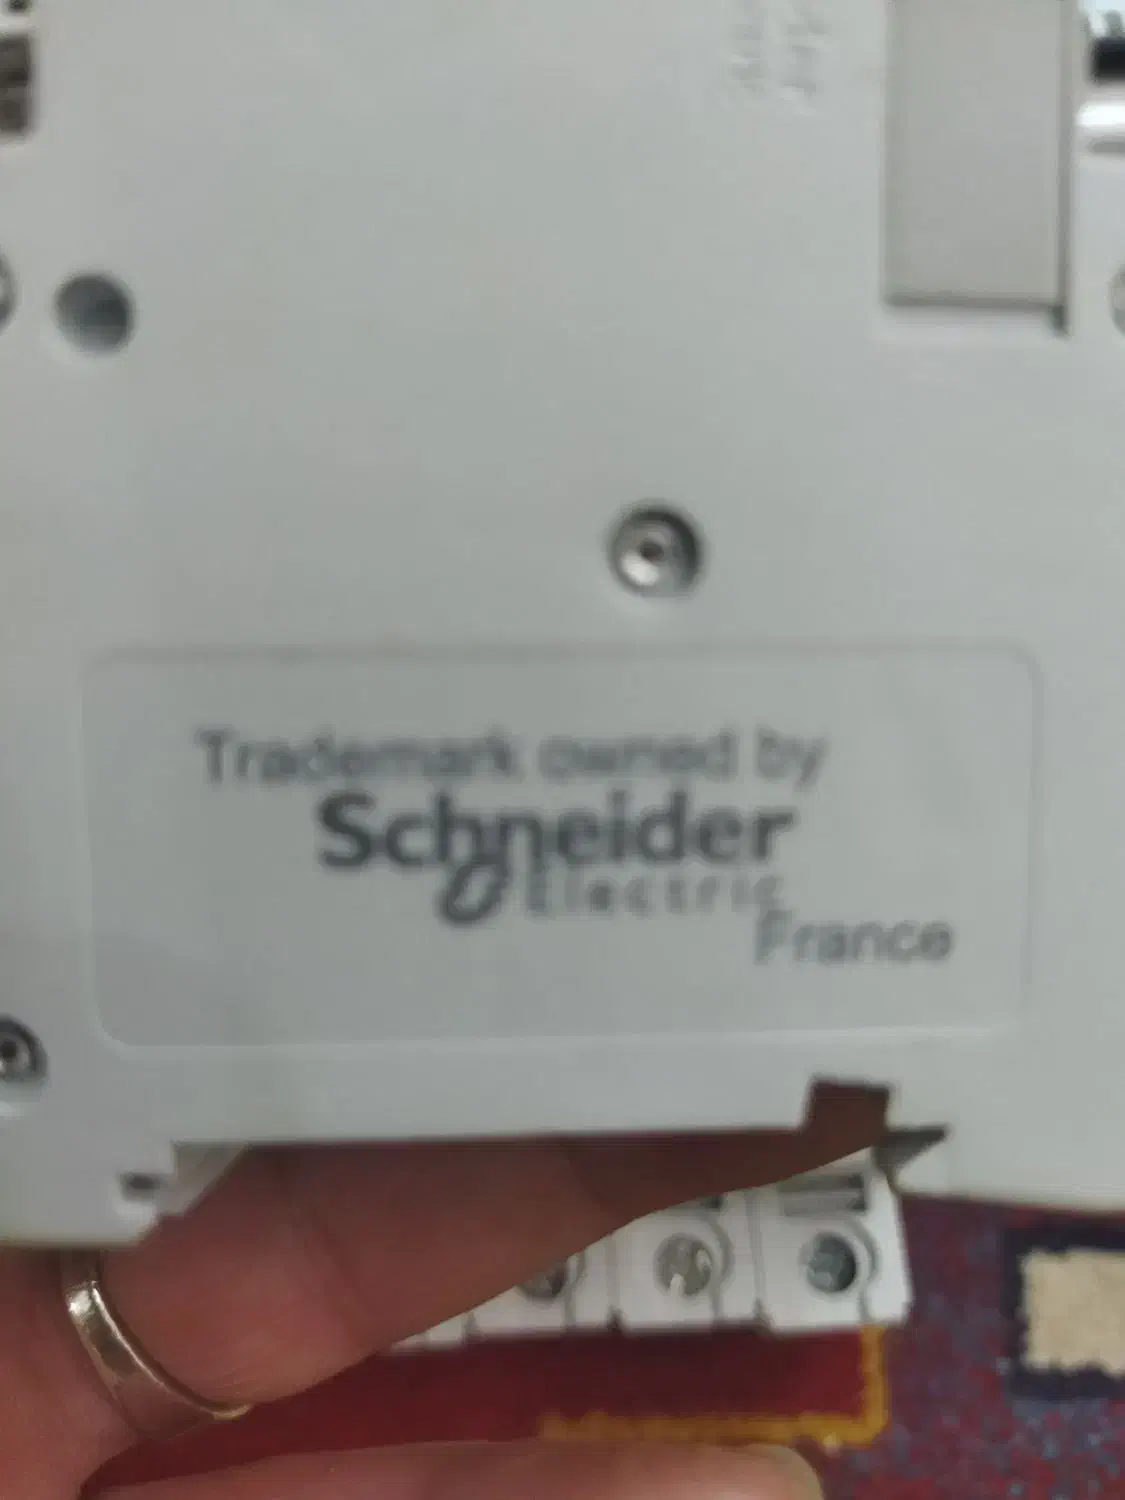 Trademark owned by
Schneider
Electric
France